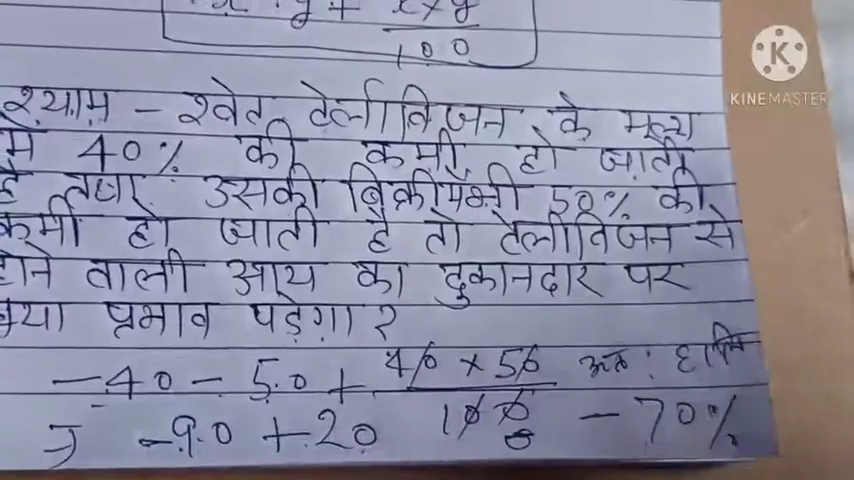 x + y + x × y
100
KINEMASTER
श्याम - श्वेत टेलीविजन के मूल्य
में 40% की कमी हो जाती
है तथा उसकी बिक्री में भी 50% की
कमी हो जाती है तो टेलीविजन से
होने वाली आय का दुकानदार पर
क्या प्रभाव पड़ेगा ?
-40 - 50 + 40 × 50 अतः हानि
100
⇒ -90 + 20 - 70%